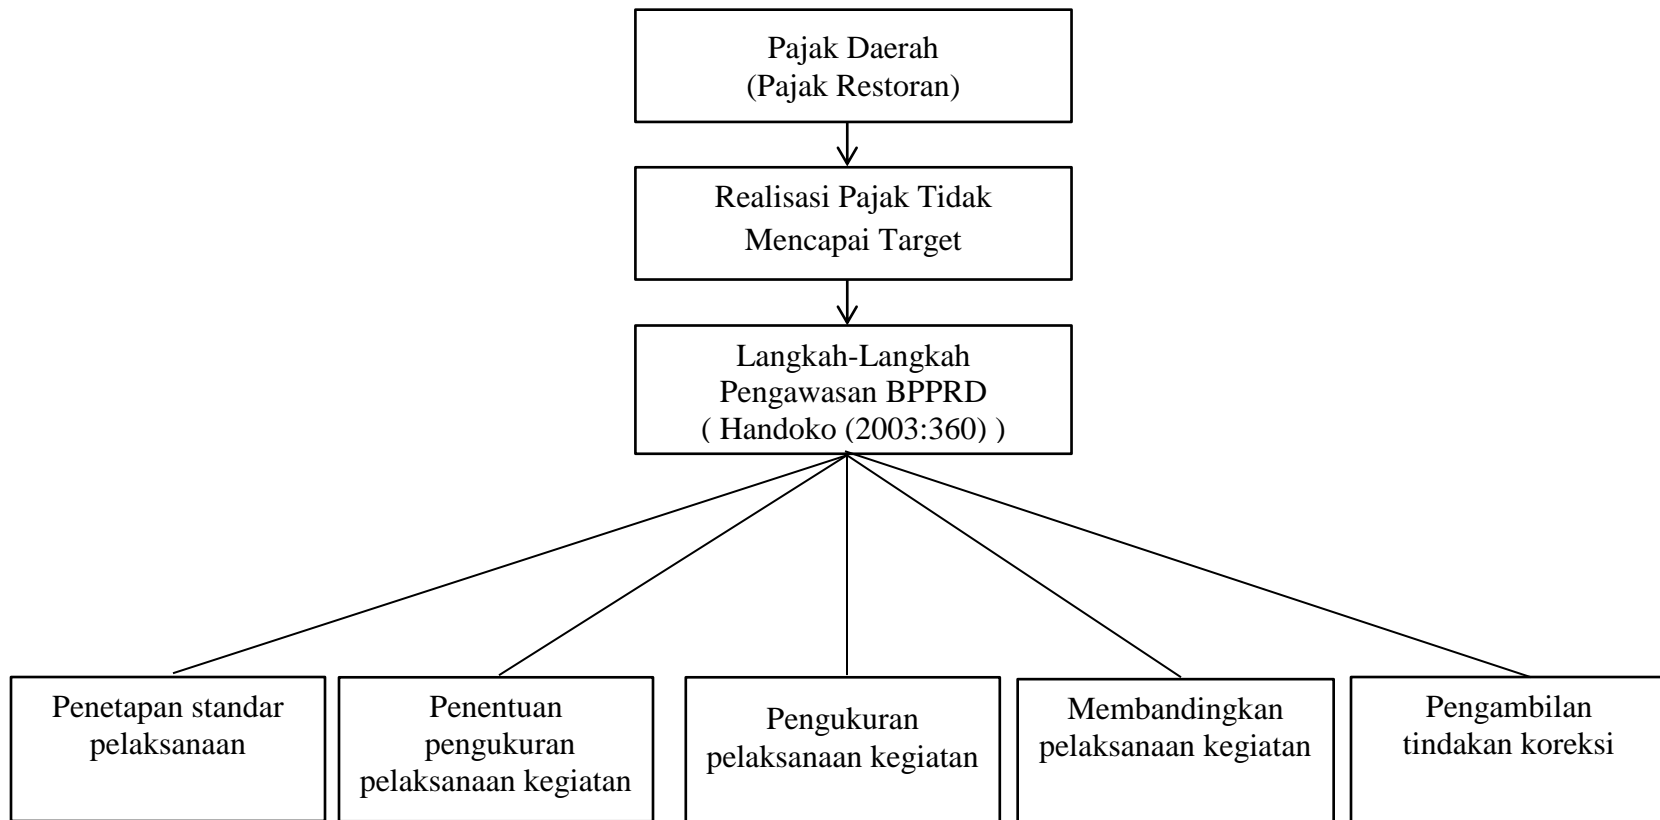 Pajak Daerah
(Pajak Restoran)
Realisasi Pajak Tidak
Mencapai Target
Langkah-Langkah
Pengawasan BPPRD
( Handoko (2003:360) )
Penetapan standar
pelaksanaan
Penentuan
pengukuran
pelaksanaan kegiatan
Pengukuran
pelaksanaan kegiatan
Membandingkan
pelaksanaan kegiatan
Pengambilan
tindakan koreksi